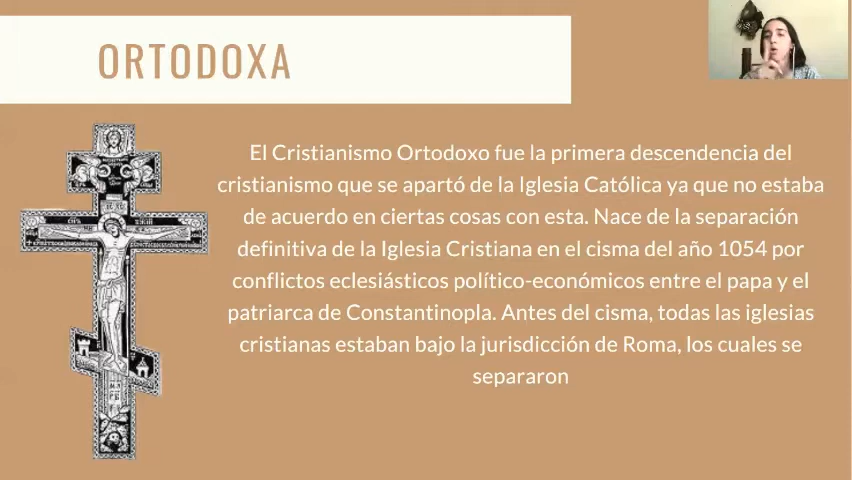 ORTODOXA
El Cristianismo Ortodoxo fue la primera descendencia del
cristianismo que se apartó de la Iglesia Católica ya que no estaba
de acuerdo en ciertas cosas con esta. Nace de la separación
definitiva de la Iglesia Cristiana en el cisma del año 1054 por
conflictos eclesiásticos político-económicos entre el papa y el
patriarca de Constantinopla. Antes del cisma, todas las iglesias
cristianas estaban bajo la jurisdicción de Roma, los cuales se
separaron